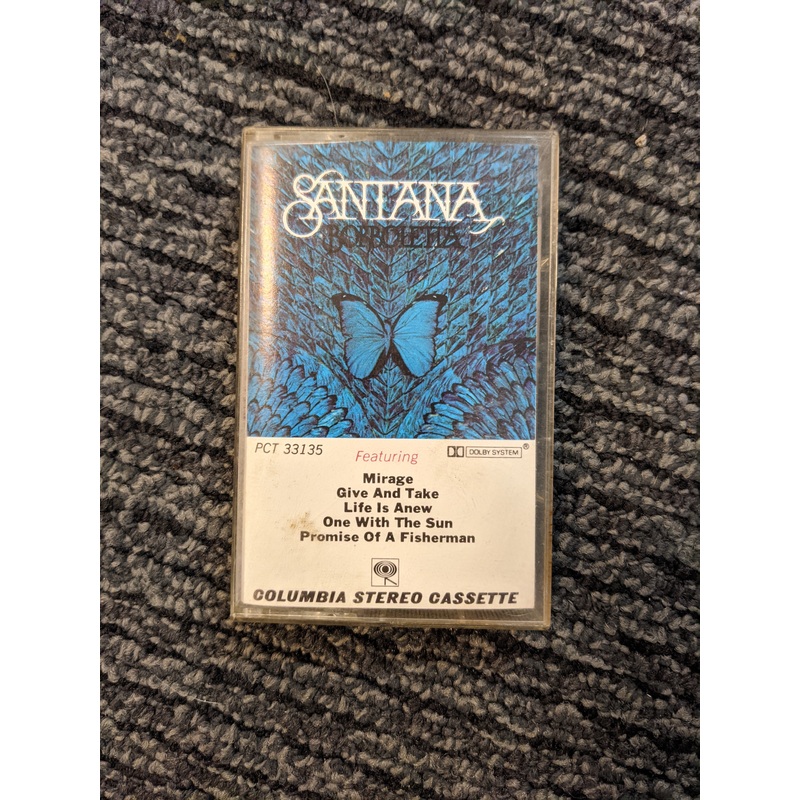 SANTANA
BORBOLETTA
PCT 33135
Featuring
DOLBY SYSTEM®
Mirage
Give And Take
Life Is Anew
One With The Sun
Promise Of A Fisherman
COLUMBIA STEREO CASSETTE